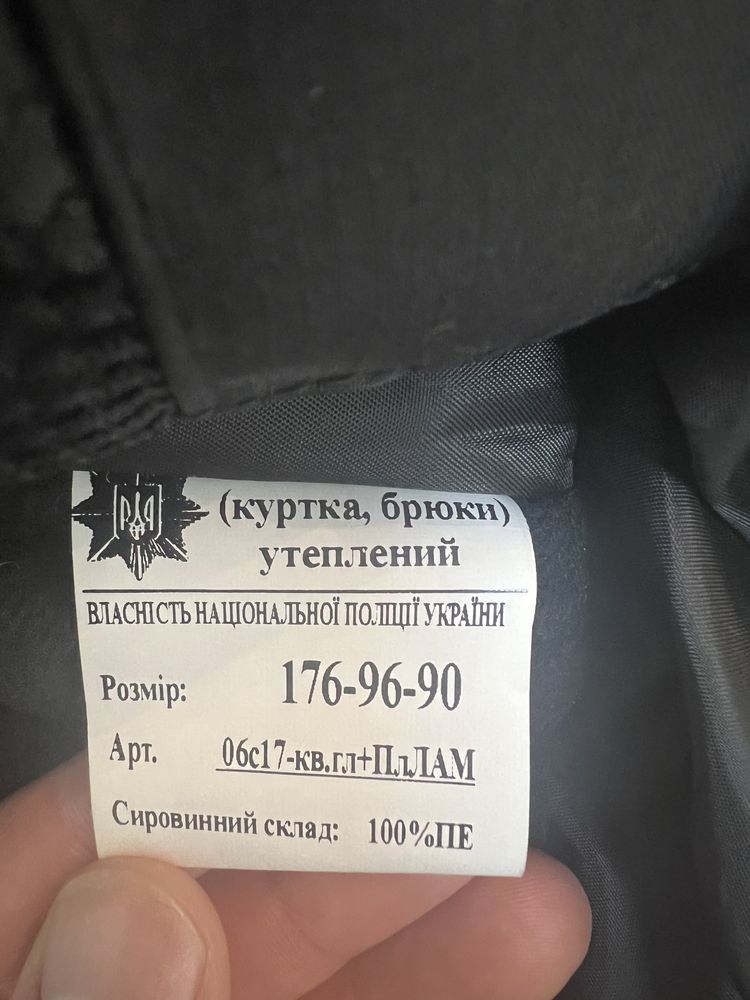 (куртка, брюки)
утеплений
ВЛАСНІСТЬ НАЦІОНАЛЬНОЇ ПОЛІЦІЇ УКРАЇНИ
Розмір: 176-96-90
Арт. 06с17-кв.гл+ПлЛАМ
Сировинний склад: 100%ПЕ